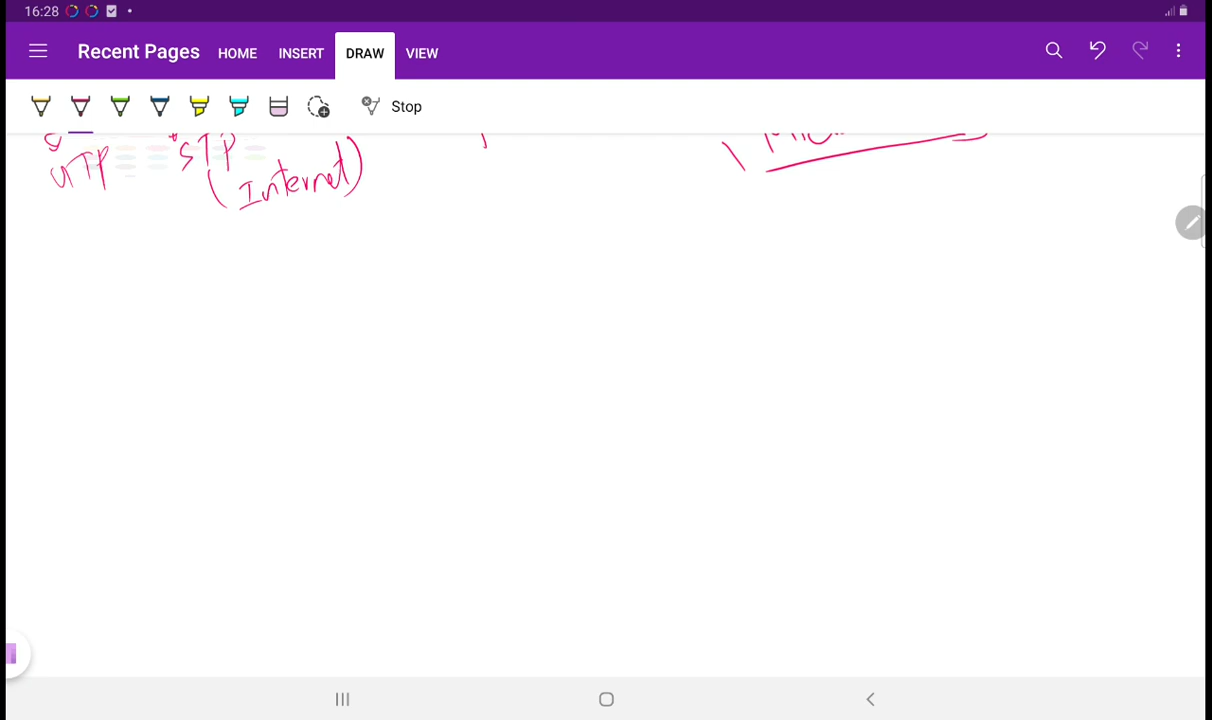 16:28
Recent Pages HOME INSERT DRAW VIEW
Stop
UTP STP
(Internet)